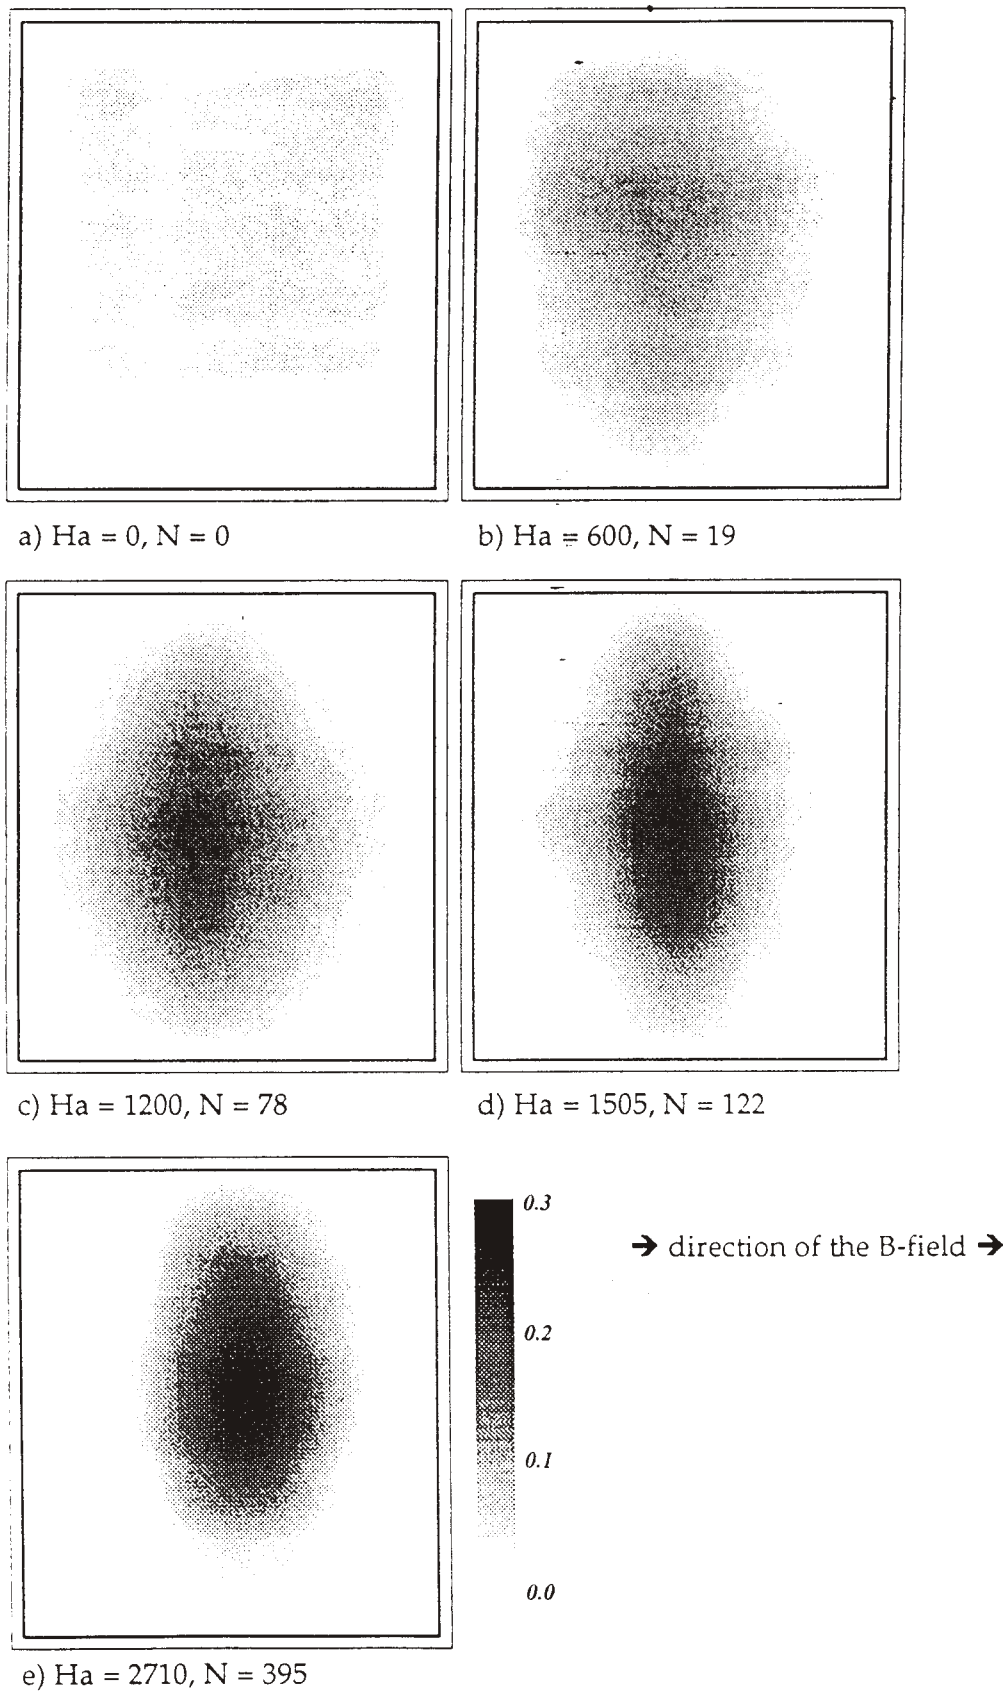 a) Ha = 0, N = 0
b) Ha = 600, N = 19
c) Ha = 1200, N = 78
d) Ha = 1505, N = 122
0.3
→ direction of the B-field →
0.2
0.1
0.0
e) Ha = 2710, N = 395